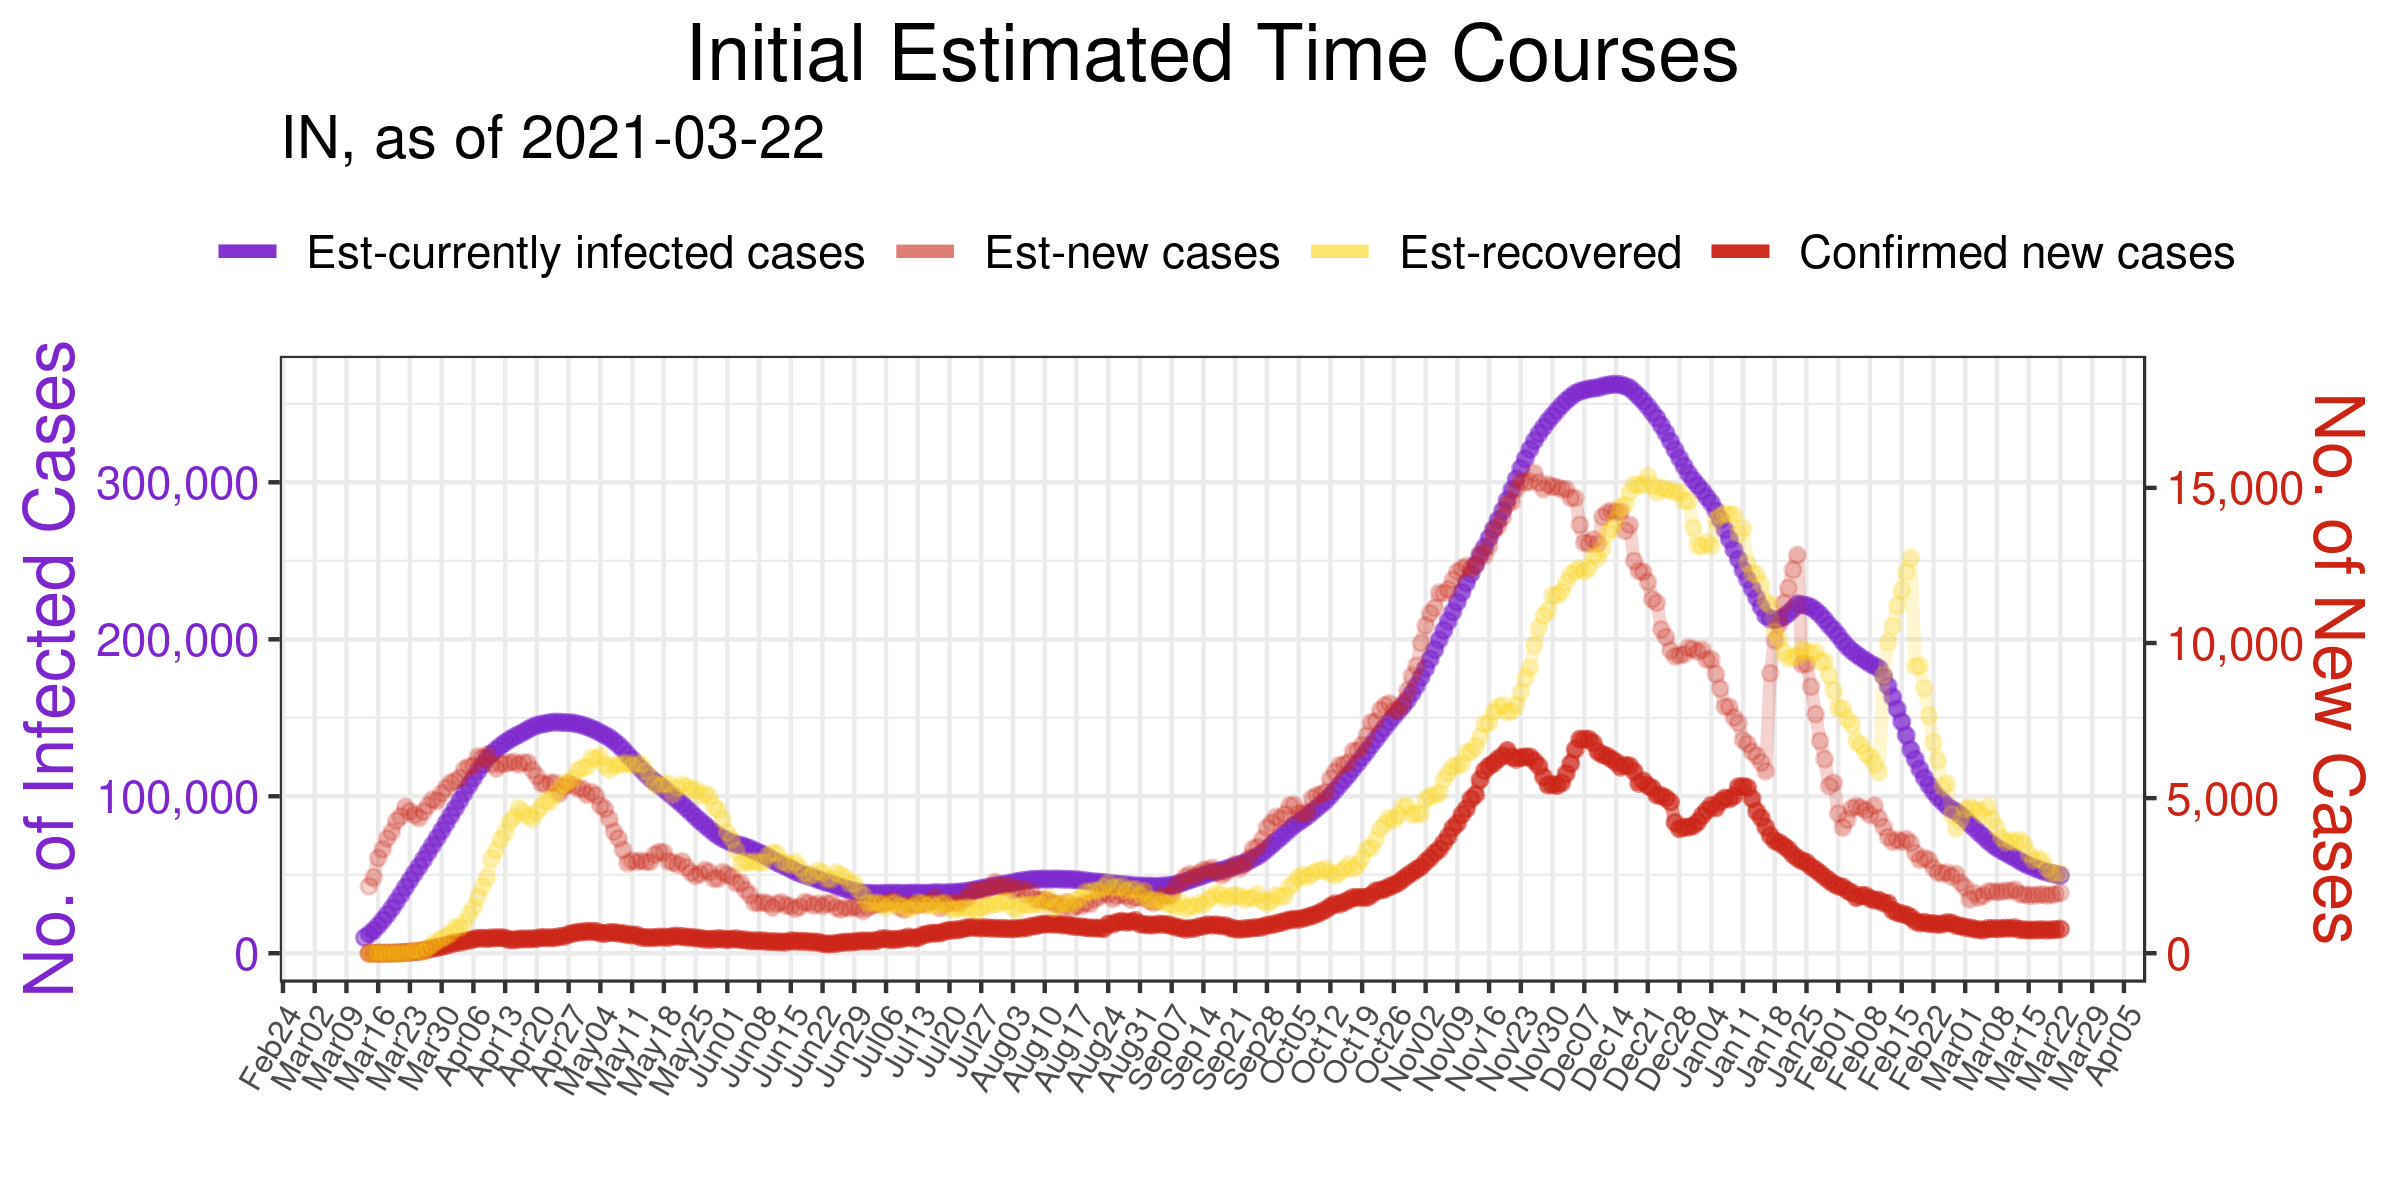 Initial Estimated Time Courses
IN, as of 2021-03-22
Est-currently infected cases Est-new cases Est-recovered Confirmed new cases
No. of Infected Cases
300,000
200,000
100,000
0
15,000
10,000
5,000
0
No. of New Cases
Feb24 Mar02 Mar09 Mar16 Mar23 Mar30 Apr06 Apr13 Apr20 Apr27 May04 May11 May18 May25 Jun01 Jun08 Jun15 Jun22 Jun29 Jul06 Jul13 Jul20 Jul27 Aug03 Aug10 Aug17 Aug24 Aug31 Sep07 Sep14 Sep21 Sep28 Oct05 Oct12 Oct19 Oct26 Nov02 Nov09 Nov16 Nov23 Nov30 Dec07 Dec14 Dec21 Dec28 Jan04 Jan11 Jan18 Jan25 Feb01 Feb08 Feb15 Feb22 Mar01 Mar08 Mar15 Mar22 Mar29 Apr05